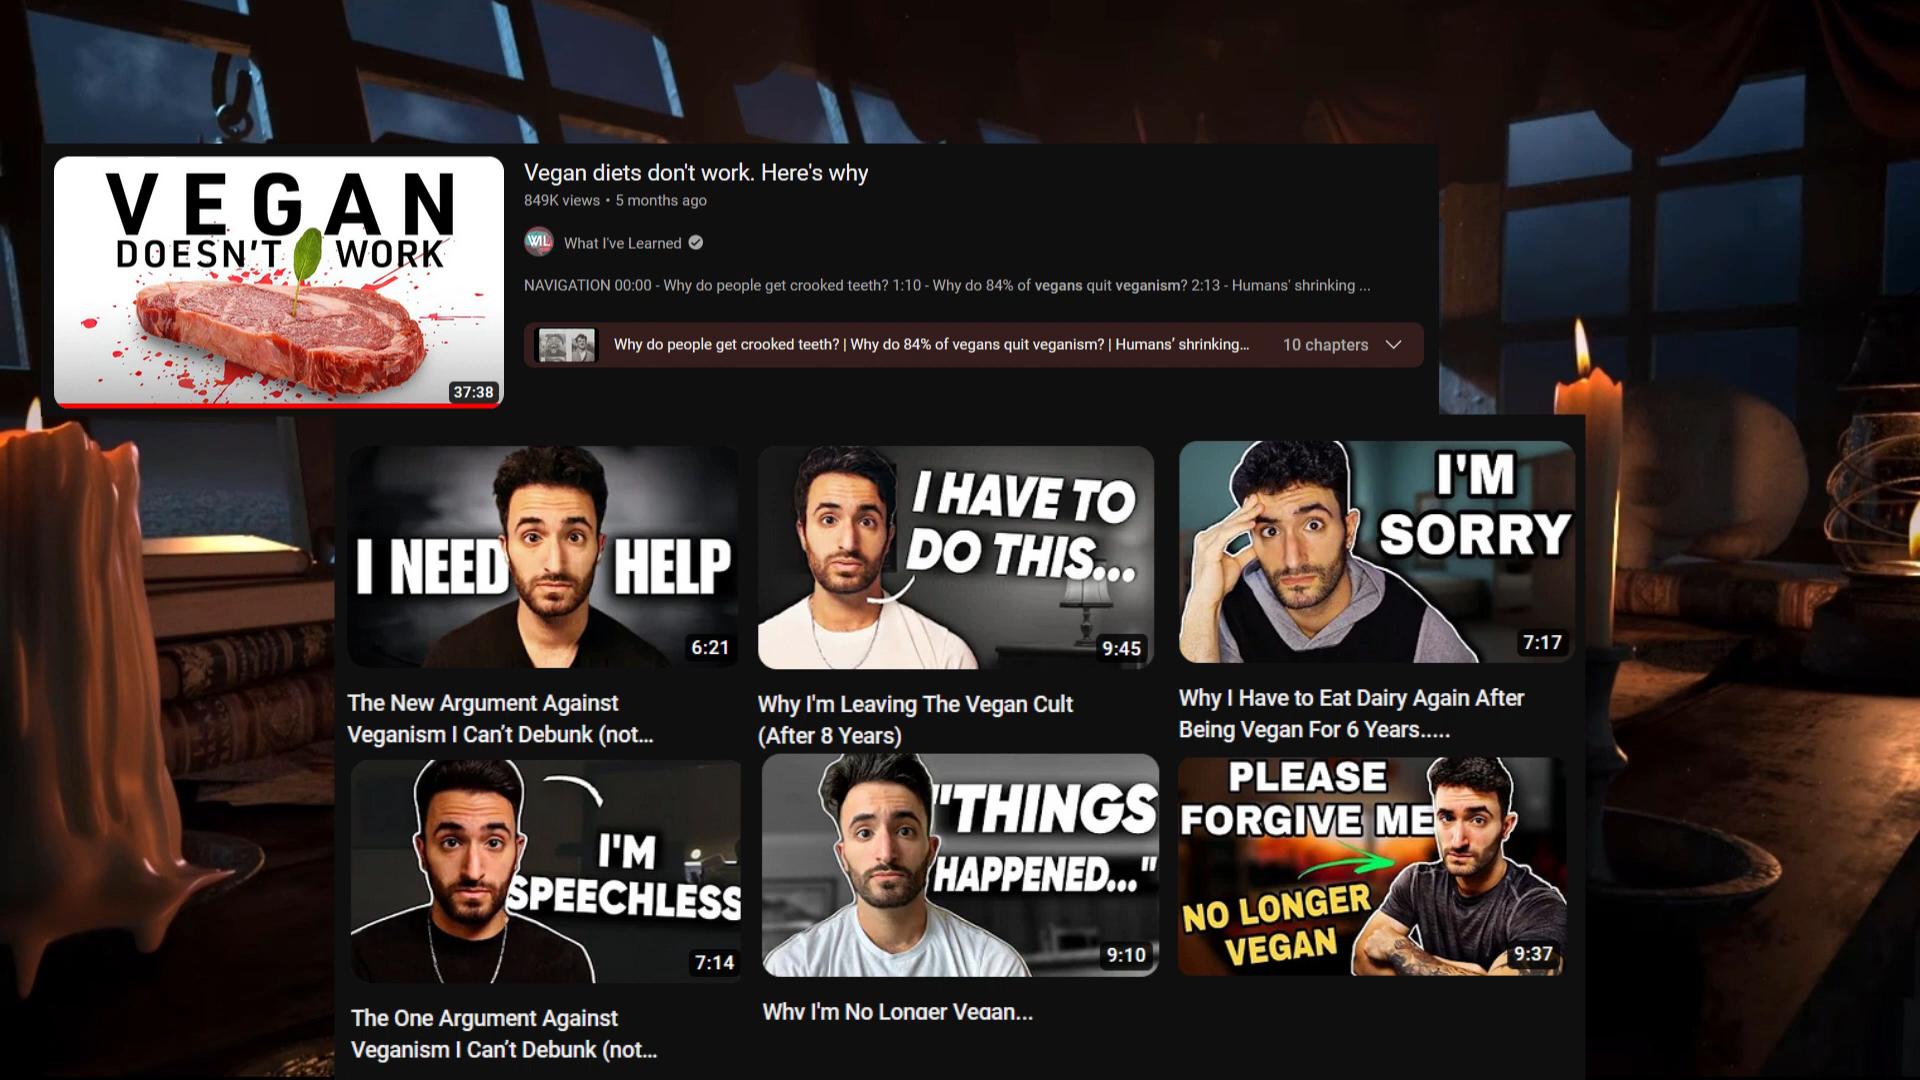 VEGAN
DOESN'T WORK
37:38
Vegan diets don't work. Here's why
849K views • 5 months ago
WIL
What I've Learned
NAVIGATION 00:00 - Why do people get crooked teeth? 1:10 - Why do 84% of vegans quit veganism? 2:13 - Humans' shrinking ...
Why do people get crooked teeth? | Why do 84% of vegans quit veganism? | Humans' shrinking...
10 chapters
I NEED HELP
6:21
The New Argument Against
Veganism I Can't Debunk (not...
I HAVE TO
DO THIS...
9:45
Why I'm Leaving The Vegan Cult
(After 8 Years)
I'M
SORRY
7:17
Why I Have to Eat Dairy Again After
Being Vegan For 6 Years.....
I'M
SPEECHLESS
7:14
The One Argument Against
Veganism I Can't Debunk (not...
"THINGS
HAPPENED..."
9:10
Why I'm No Longer Vegan...
PLEASE
FORGIVE ME
NO LONGER
VEGAN
9:37